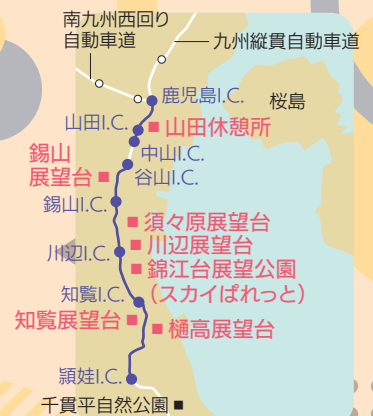 南九州西回り
自動車道
九州縦貫自動車道
鹿児島I.C.
桜島
山田I.C.
山田休憩所
中山I.C.
錫山
展望台
谷山I.C.
錫山I.C.
須々原展望台
川辺展望台
川辺I.C.
錦江台展望公園
(スカイぱれっと)
知覧I.C.
知覧展望台
樋高展望台
頴娃I.C.
千貫平自然公園